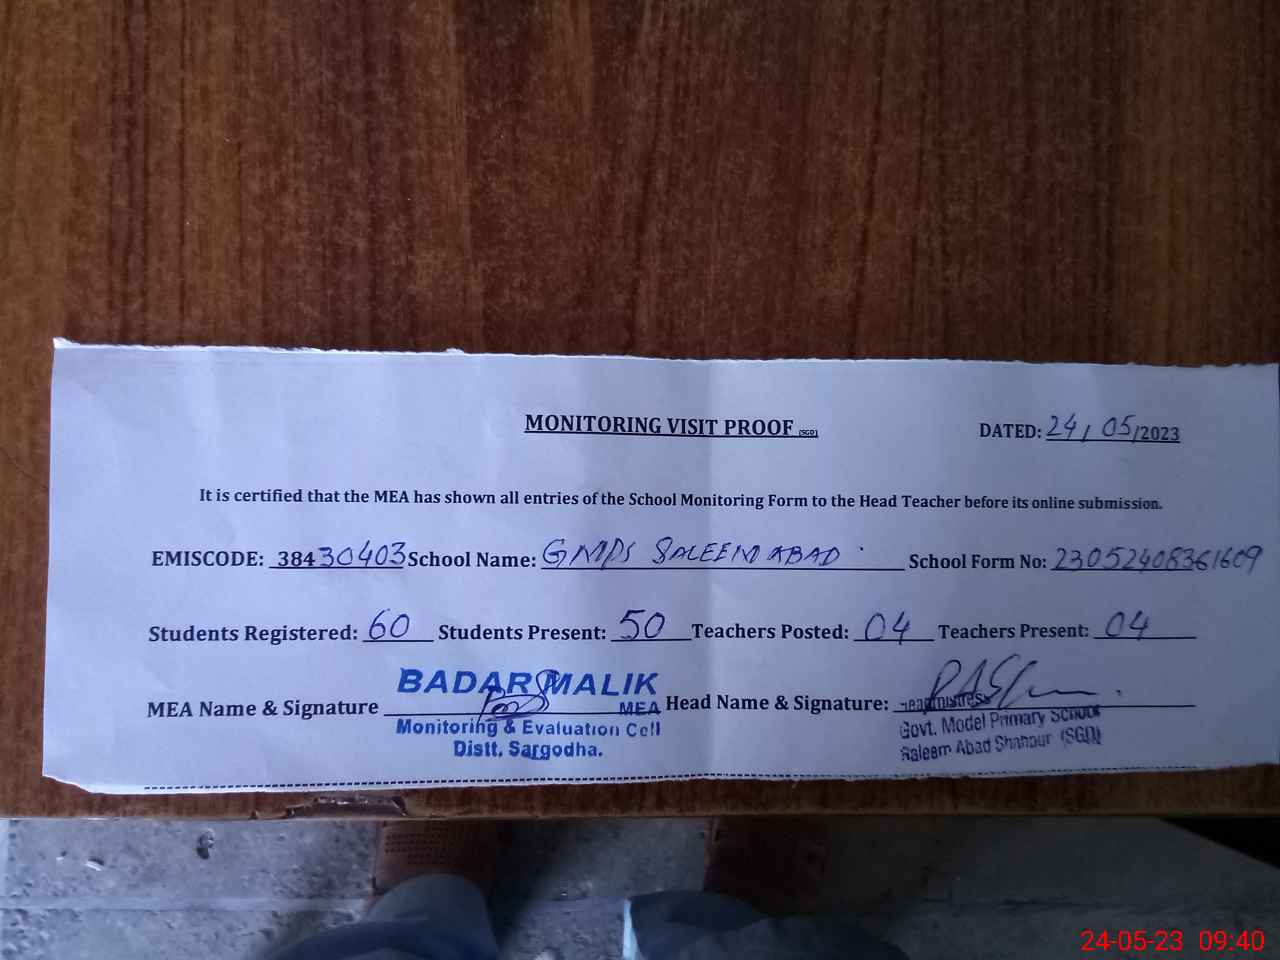 MONITORING VISIT PROOF (SGD)
DATED: 24/05/2023
It is certified that the MEA has shown all entries of the School Monitoring Form to the Head Teacher before its online submission.
EMISCODE: 38430403 School Name: GMPS SALEEM ABAD School Form No: 23052408361609
Students Registered: 60 Students Present: 50 Teachers Posted: 04 Teachers Present: 04
BADAR MALIK
MEA Name & Signature MEA Head Name & Signature: Headmistress
Monitoring & Evaluation Cell Govt. Model Primary School
Distt. Sargodha. Saleem Abad Shahpur (SGD)
24-05-23 09:40